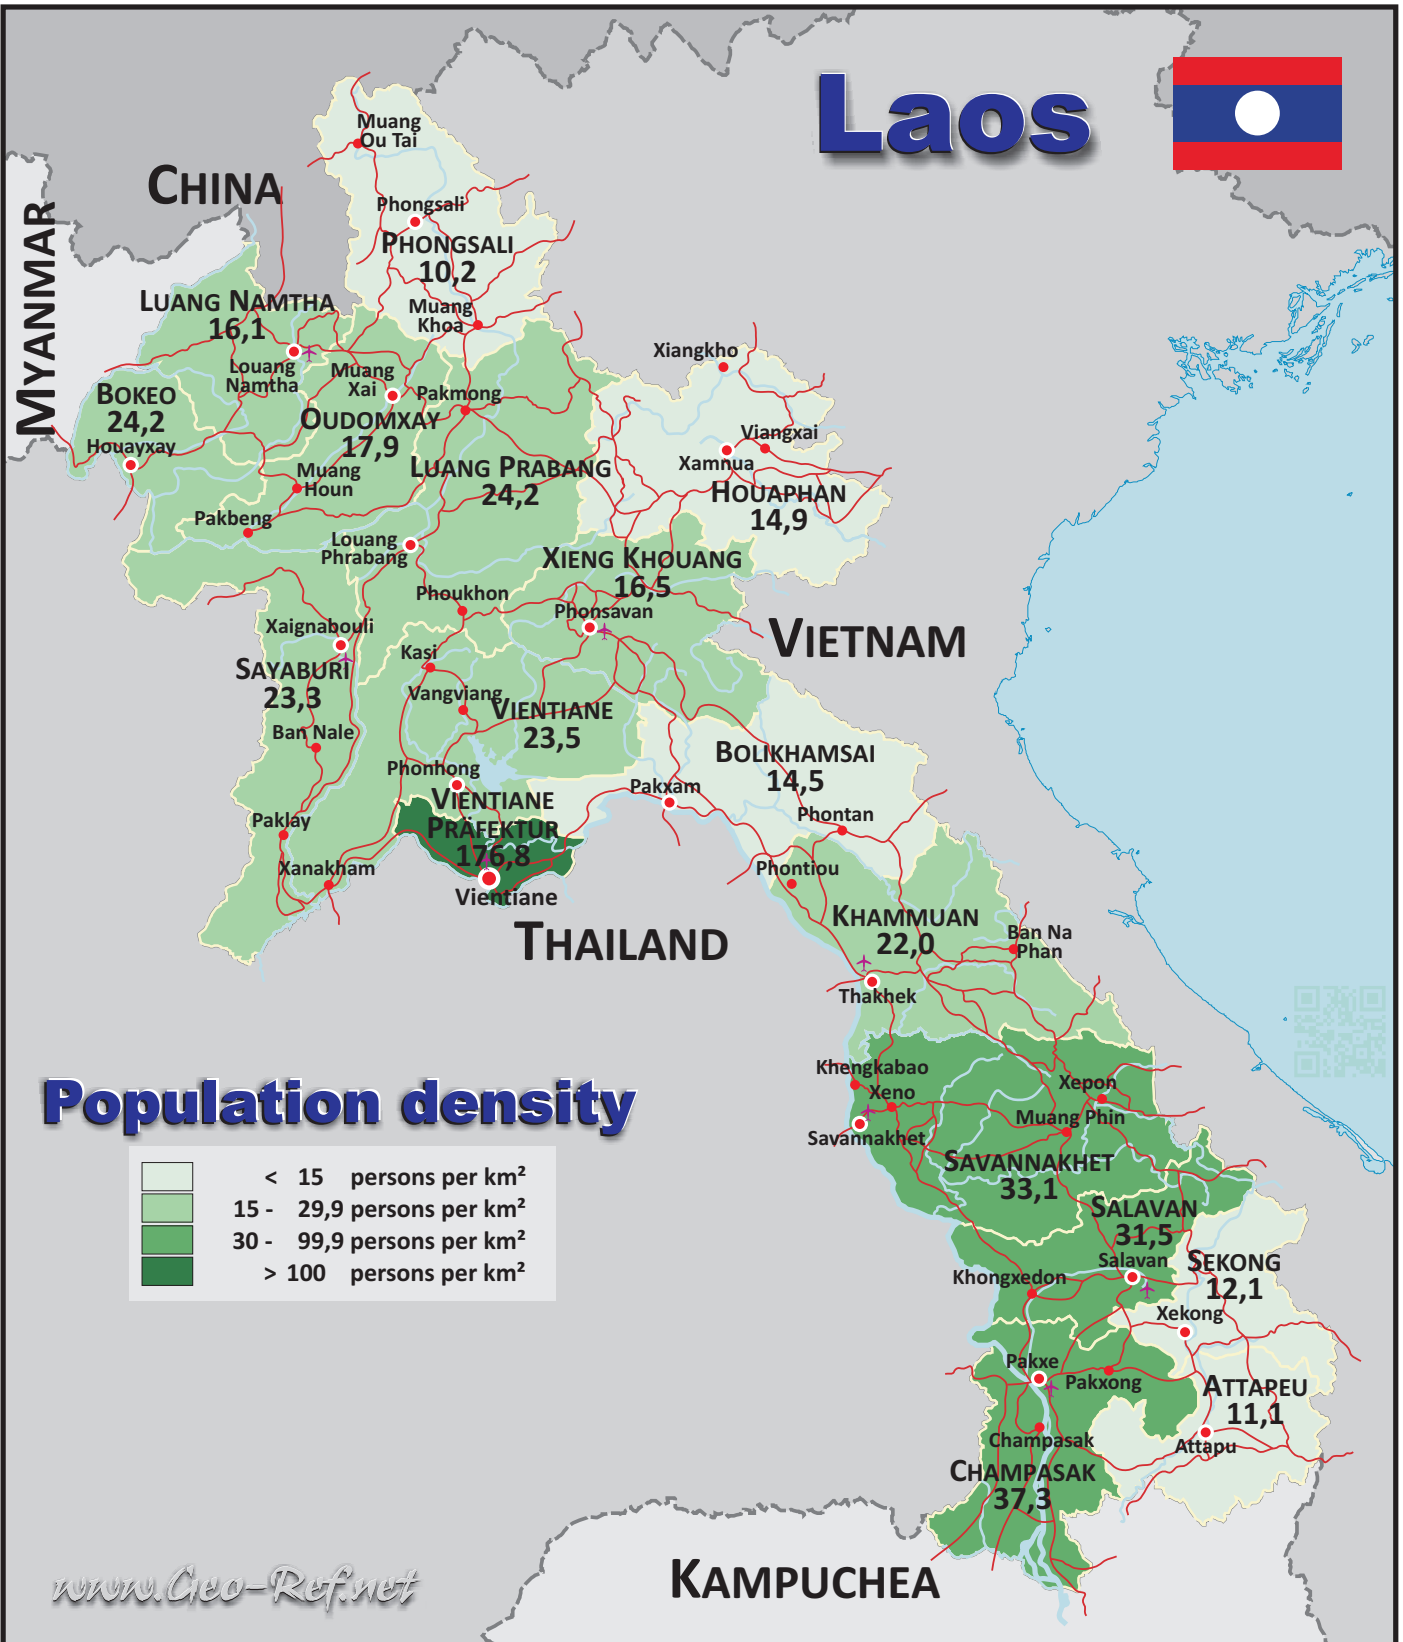 Laos
CHINA
MYANMAR
Muang
Ou Tai
Phongsali
PHONGSALI
10,2
Muang
Khoa
LUANG NAMTHA
16,1
Louang
Namtha
BOKEO
24,2
Houayxay
Muang
Xai
OUDOMXAY
17,9
Pakmong
Muang
Houn
Pakbeng
LUANG PRABANG
24,2
Louang
Phrabang
Xiangkho
Viangxai
Xamnua
HOUAPHAN
14,9
XIENG KHOUANG
16,5
Phonsavan
Phoukhon
VIETNAM
Xaignabouli
SAYABURI
23,3
Ban Nale
Paklay
Xanakham
Kasi
Vangviang
VIENTIANE
23,5
Phonhong
VIENTIANE
PRÄFEKTUR
176,8
Vientiane
THAILAND
BOLIKHAMSAI
14,5
Pakxam
Phontan
Phontiou
KHAMMUAN
22,0
Ban Na
Phan
Thakhek
Khengkabao
Xeno
Savannakhet
Xepon
Muang Phin
SAVANNAKHET
33,1
SALAVAN
31,5
Salavan
Khongxedon
SEKONG
12,1
Xekong
Pakxe
Pakxong
ATTAPEU
11,1
Attapu
Champasak
CHAMPASAK
37,3
KAMPUCHEA
Population density
< 15 persons per km²
15 - 29,9 persons per km²
30 - 99,9 persons per km²
> 100 persons per km²
www.Geo-Ref.net